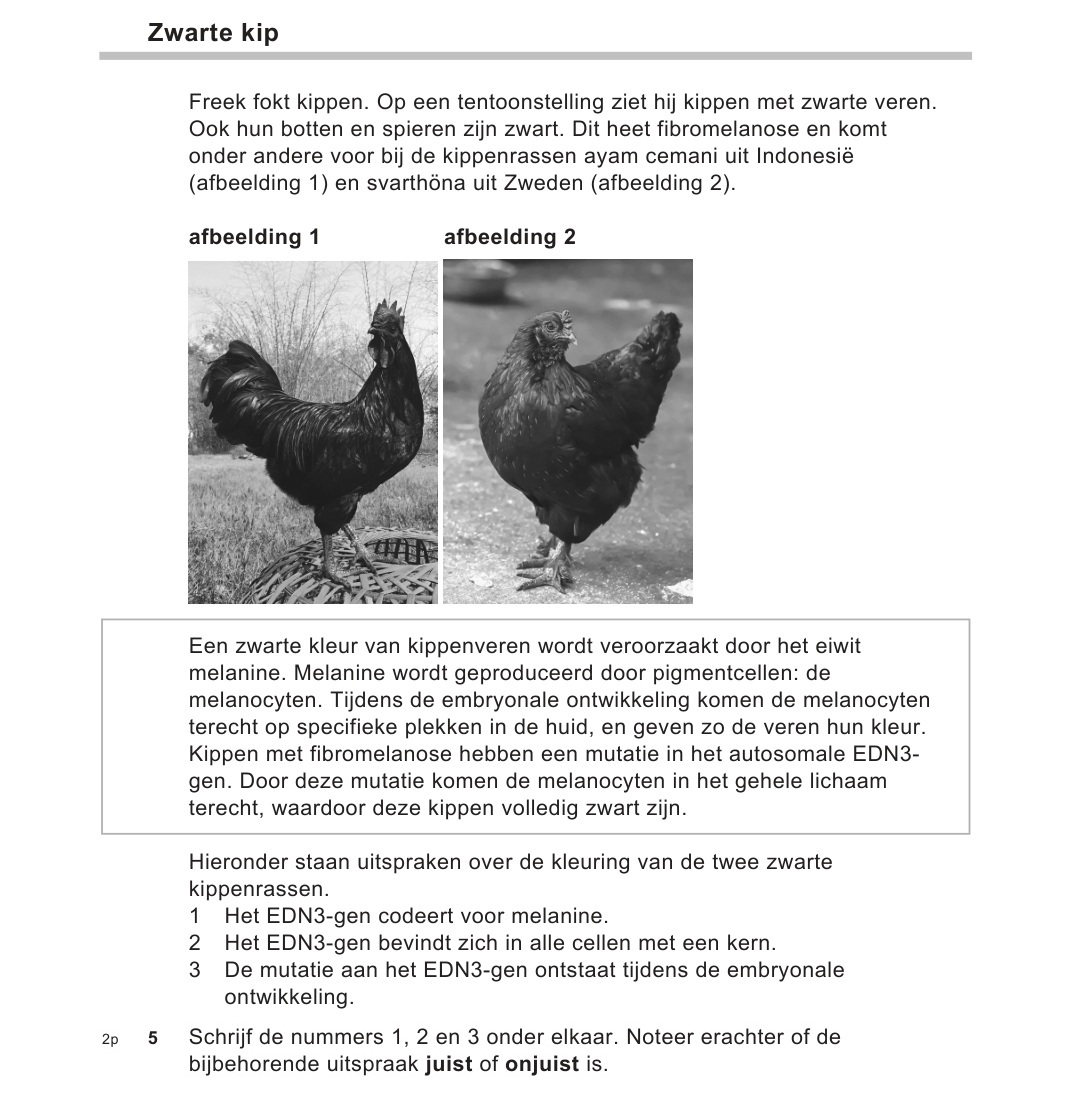 Zwarte kip
Freek fokt kippen. Op een tentoonstelling ziet hij kippen met zwarte veren.
Ook hun botten en spieren zijn zwart. Dit heet fibromelanose en komt
onder andere voor bij de kippenrassen ayam cemani uit Indonesië
(afbeelding 1) en svarthöna uit Zweden (afbeelding 2).
afbeelding 1 afbeelding 2
Een zwarte kleur van kippenveren wordt veroorzaakt door het eiwit
melanine. Melanine wordt geproduceerd door pigmentcellen: de
melanocyten. Tijdens de embryonale ontwikkeling komen de melanocyten
terecht op specifieke plekken in de huid, en geven zo de veren hun kleur.
Kippen met fibromelanose hebben een mutatie in het autosomale EDN3-
gen. Door deze mutatie komen de melanocyten in het gehele lichaam
terecht, waardoor deze kippen volledig zwart zijn.
Hieronder staan uitspraken over de kleuring van de twee zwarte
kippenrassen.
1 Het EDN3-gen codeert voor melanine.
2 Het EDN3-gen bevindt zich in alle cellen met een kern.
3 De mutatie aan het EDN3-gen ontstaat tijdens de embryonale
ontwikkeling.
2p 5 Schrijf de nummers 1, 2 en 3 onder elkaar. Noteer erachter of de
bijbehorende uitspraak juist of onjuist is.